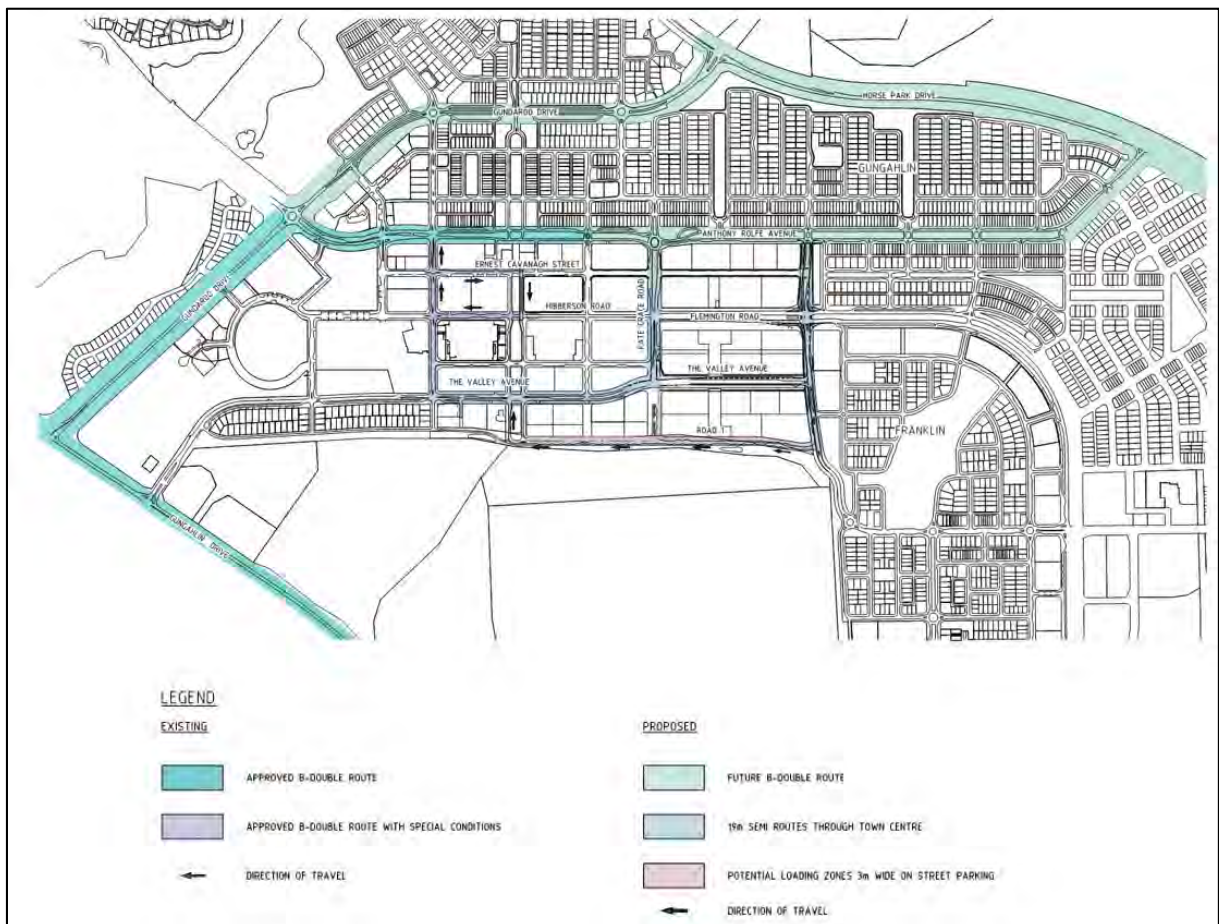 HORSE PARK DRIVE
GUNDAROO DRIVE
GUNGAHLIN
ANTHONY ROLFE AVENUE
ERNEST CAVANAGH STREET
GUNDAROO DRIVE
HIBBERSON ROAD
KATE CRACE ROAD
FLEMINGTON ROAD
THE VALLEY AVENUE
THE VALLEY AVENUE
ROAD 1
FRANKLIN
GUNGAHLIN DRIVE
LEGEND
EXISTING
APPROVED B-DOUBLE ROUTE
APPROVED B-DOUBLE ROUTE WITH SPECIAL CONDITIONS
DIRECTION OF TRAVEL
PROPOSED
FUTURE B-DOUBLE ROUTE
19m SEMI ROUTES THROUGH TOWN CENTRE
POTENTIAL LOADING ZONES 3m WIDE ON STREET PARKING
DIRECTION OF TRAVEL